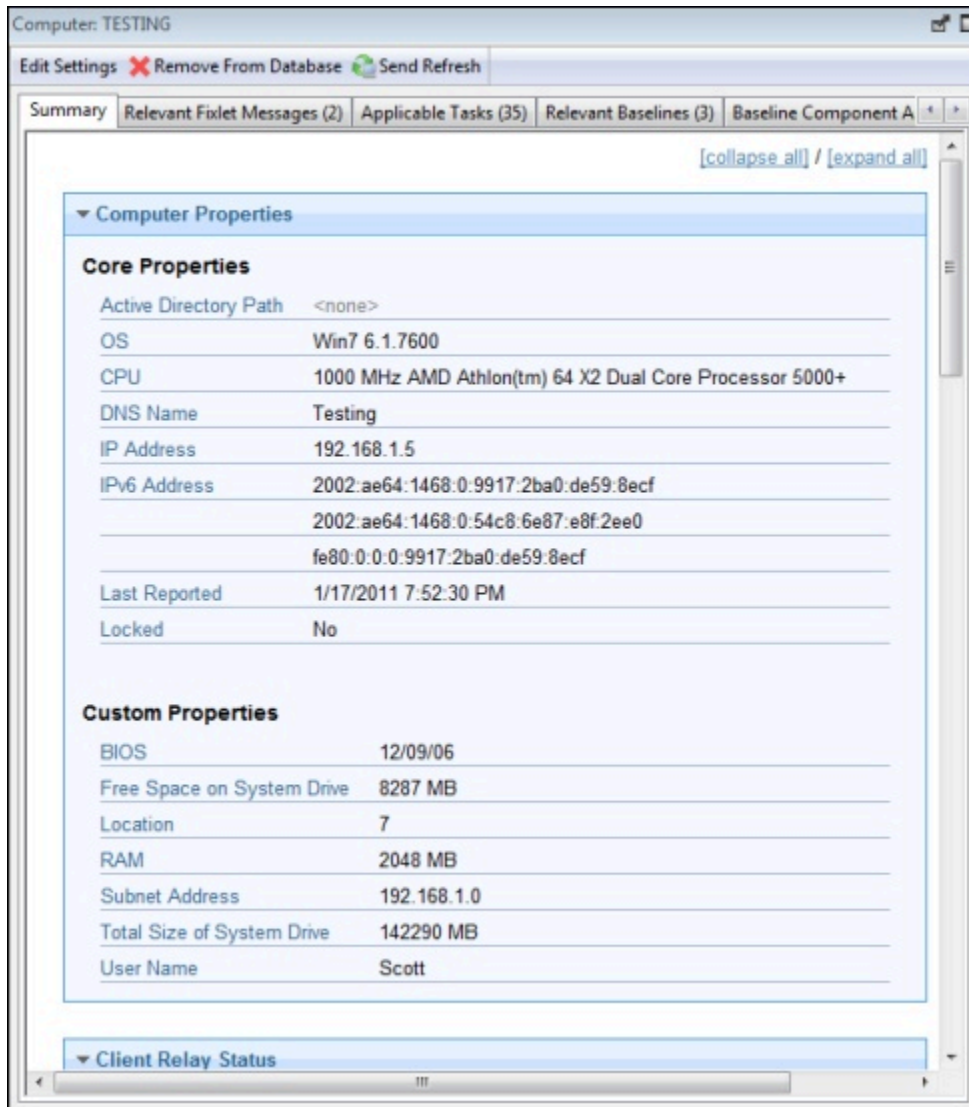 Computer: TESTING
Edit Settings Remove From Database Send Refresh
Summary Relevant Fixlet Messages (2) Applicable Tasks (35) Relevant Baselines (3) Baseline Component A
[collapse all] / [expand all]
Computer Properties
Core Properties
Active Directory Path <none>
OS Win7 6.1.7600
CPU 1000 MHz AMD Athlon(tm) 64 X2 Dual Core Processor 5000+
DNS Name Testing
IP Address 192.168.1.5
IPv6 Address 2002:ae64:1468:0:9917:2ba0:de59:8ecf
2002:ae64:1468:0:54c8:6e87:e8f:2ee0
fe80:0:0:0:9917:2ba0:de59:8ecf
Last Reported 1/17/2011 7:52:30 PM
Locked No
Custom Properties
BIOS 12/09/06
Free Space on System Drive 8287 MB
Location 7
RAM 2048 MB
Subnet Address 192.168.1.0
Total Size of System Drive 142290 MB
User Name Scott
Client Relay Status